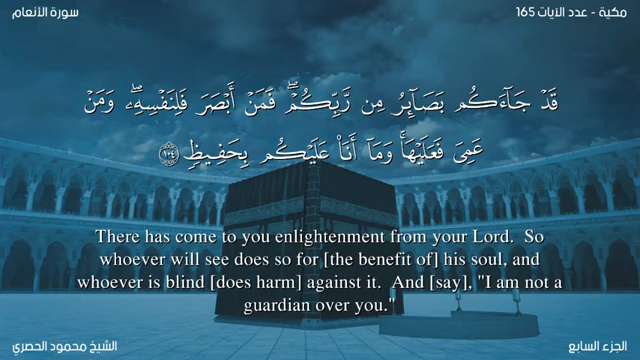 سورة الأنعام
مكية - عدد الآيات 165
قَدْ جَآءَكُم بَصَآئِرُ مِن رَّبِّكُمْ ۖ فَمَنْ أَبْصَرَ فَلِنَفْسِهِۦ ۖ وَمَنْ
عَمِىَ فَعَلَيْهَا ۚ وَمَآ أَنَا۠ عَلَيْكُم بِحَفِيظٍ ١٠٤
There has come to you enlightenment from your Lord. So
whoever will see does so for [the benefit of] his soul, and
whoever is blind [does harm] against it. And [say], "I am not a
guardian over you."
الشيخ محمود الحصري
الجزء السابع